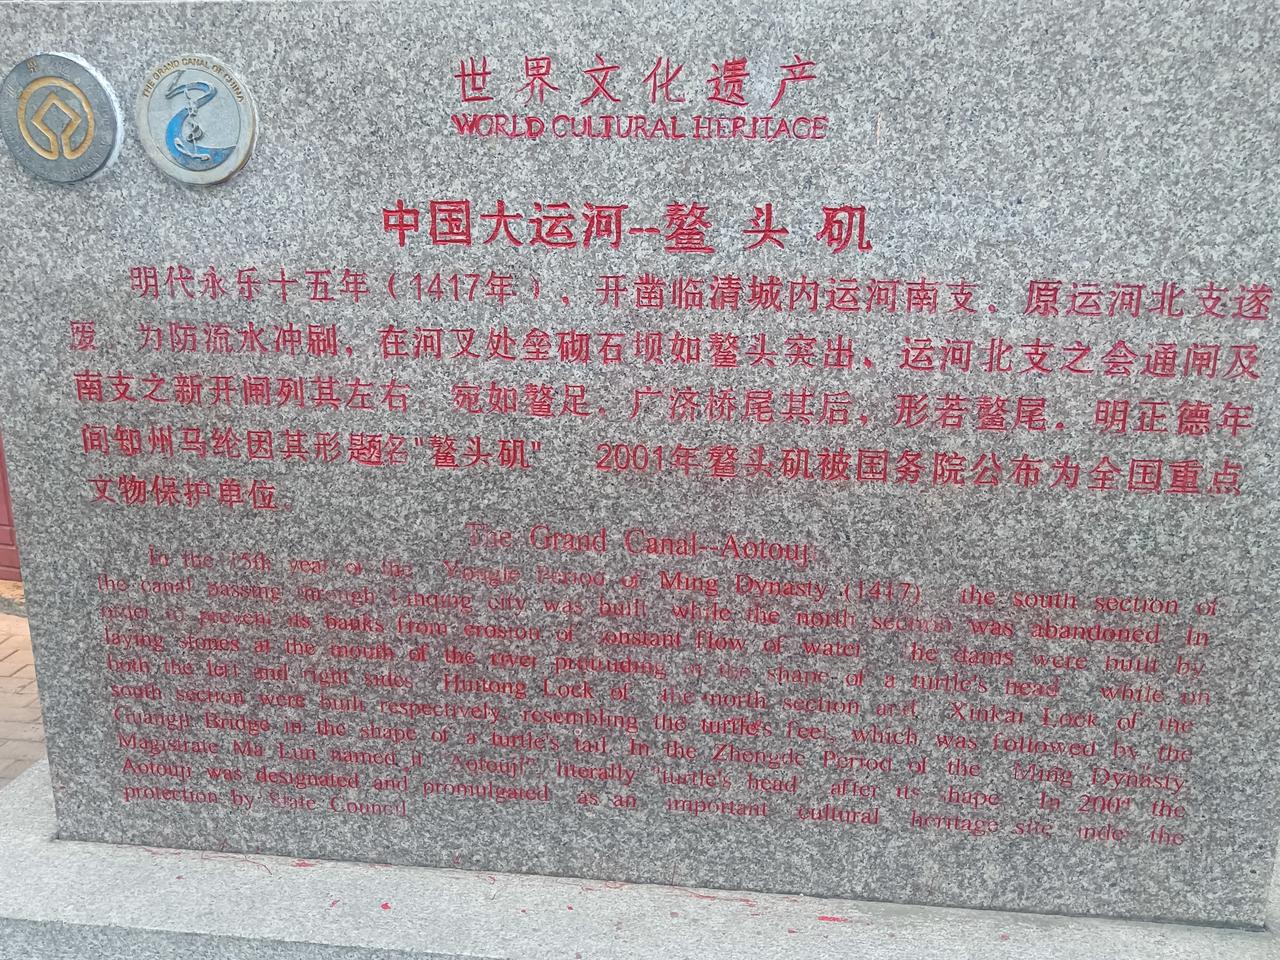 THE GRAND CANAL OF CHINA
世界文化遗产
WORLD CULTURAL HERITAGE
中国大运河--鳌头矶
明代永乐十五年（1417年），开凿临清城内运河南支、原运河北支遂
废 为防流水冲刷，在河叉处垒砌石坝如鳌头突出、运河北支之会通闸及
南支之新开闸列其左右 宛如鳌足，广济桥尾其后，形若鳌尾。明正德年
间知州马纶因其形题名"鳌头矶" 2001年鳌头矶被国务院公布为全国重点
文物保护单位。
The Grand Canal--Aotouji
In the 15th year of the Yongle Period of Ming Dynasty (1417) the south section of
the canal passing through Linqing city was built while the north section was abandoned In
order to prevent its banks from erosion of constant flow of water he dams were built by
laying stones at the mouth of the river protruding in the shape of a turtle's head while on
both the left and right sides Huitong Lock of the north section and Xinkai Lock of the
south section were built respectively, resembling the turtle's feet, which was followed by the
Guangji Bridge in the shape of a turtle's tail In the Zhengde Period of the Ming Dynasty
Magistrate Ma Lun named it "Aotouji", literally "turtle's head" after its shape In the
Aotouji was designated and promulgated as an important cultural heritage site the
protection by State Council